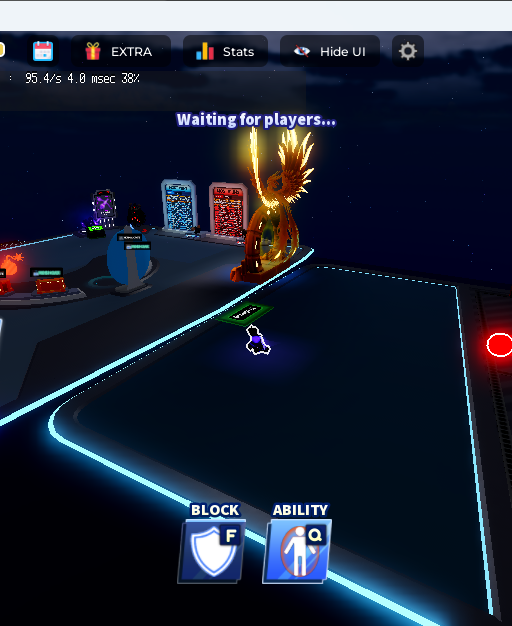 EXTRA
Stats
Hide UI
: 95.4/s 4.0 msec 38%
Waiting for players...
BLOCK
ABILITY
F
Q